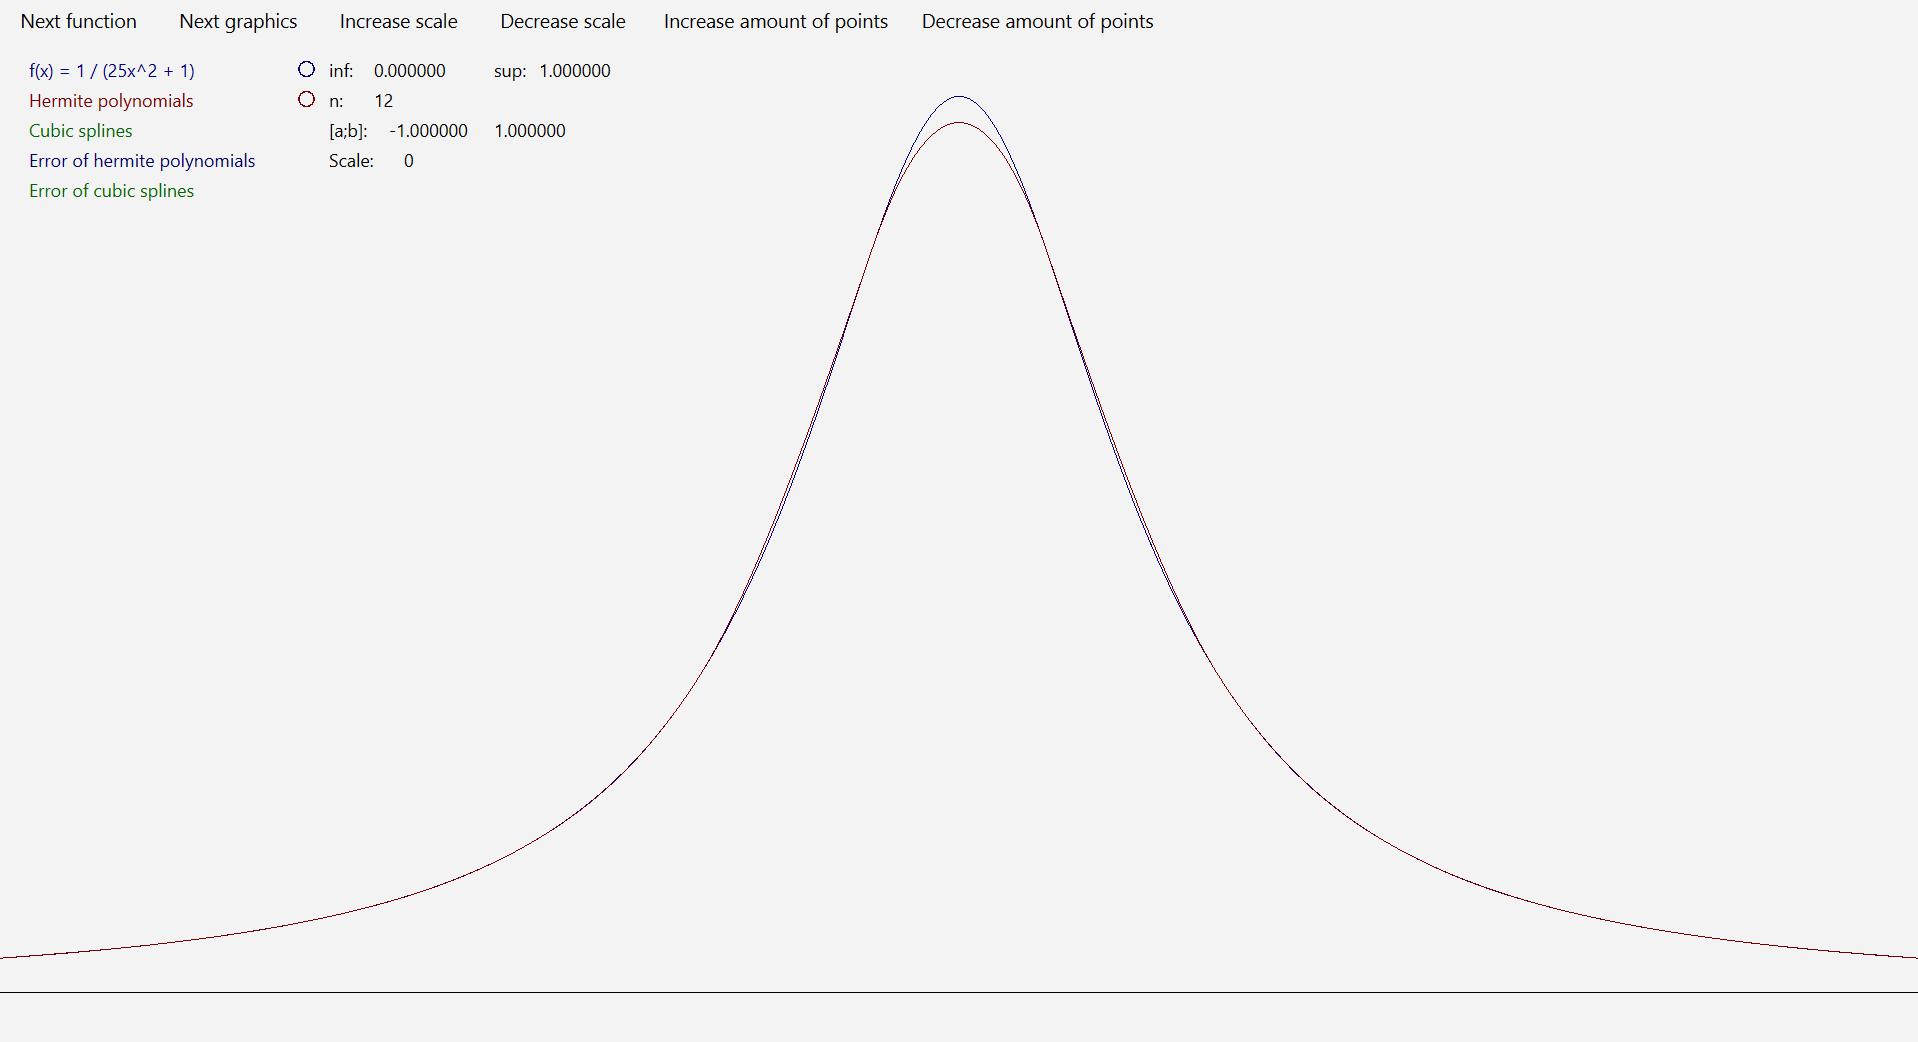 Next function Next graphics Increase scale Decrease scale Increase amount of points Decrease amount of points
f(x) = 1 / (25x^2 + 1) inf: 0.000000 sup: 1.000000
Hermite polynomials n: 12
Cubic splines [a;b]: -1.000000 1.000000
Error of hermite polynomials Scale: 0
Error of cubic splines